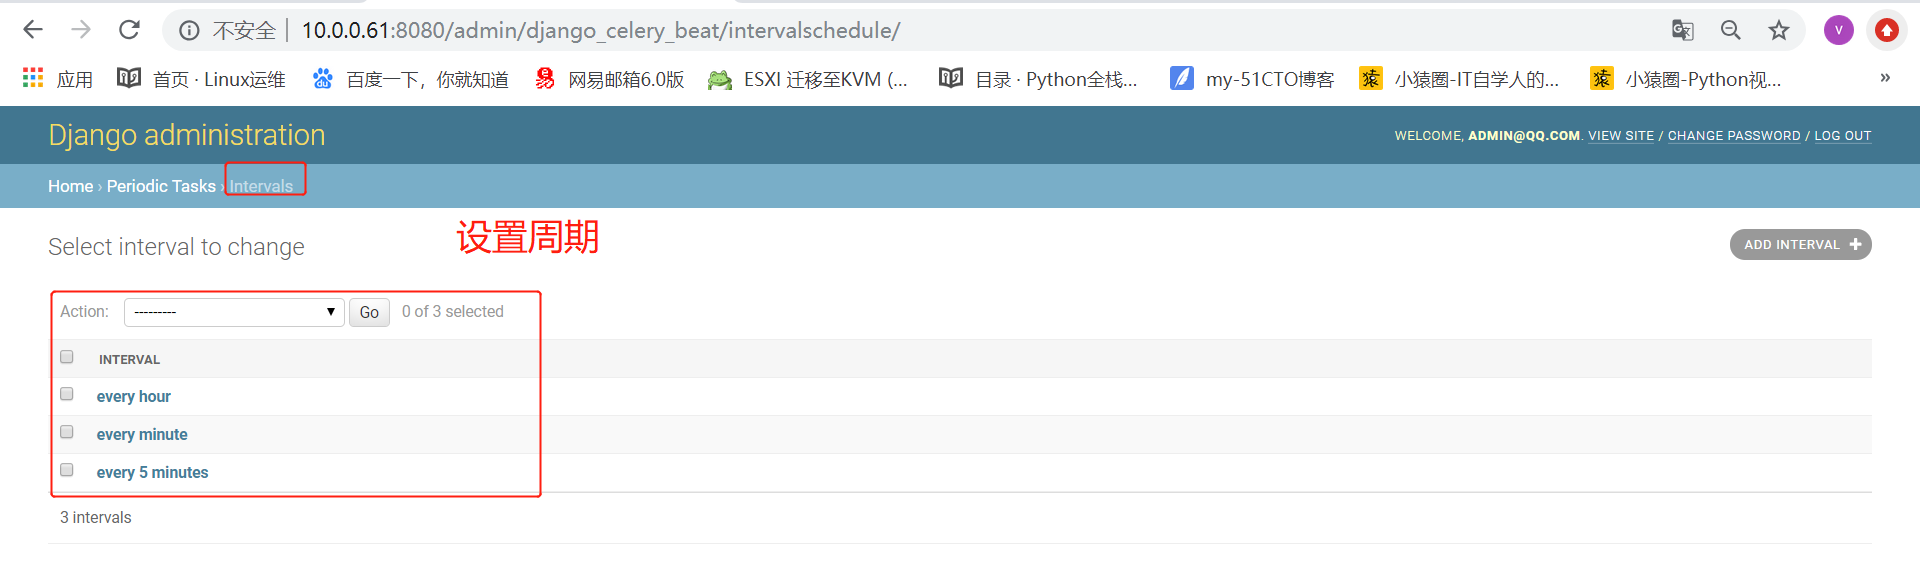 不安全 | 10.0.0.61:8080/admin/django_celery_beat/intervalschedule/ V
应用 首页 · Linux运维 百度一下，你就知道 网易邮箱6.0版 ESXI 迁移至KVM (... 目录 · Python全栈... my-51CTO博客 小猿圈-IT自学人的... 小猿圈-Python视... »
Django administration
WELCOME, ADMIN@QQ.COM. VIEW SITE / CHANGE PASSWORD / LOG OUT
Home › Periodic Tasks › Intervals
设置周期
Select interval to change
ADD INTERVAL +
Action: --------- Go 0 of 3 selected
INTERVAL
every hour
every minute
every 5 minutes
3 intervals